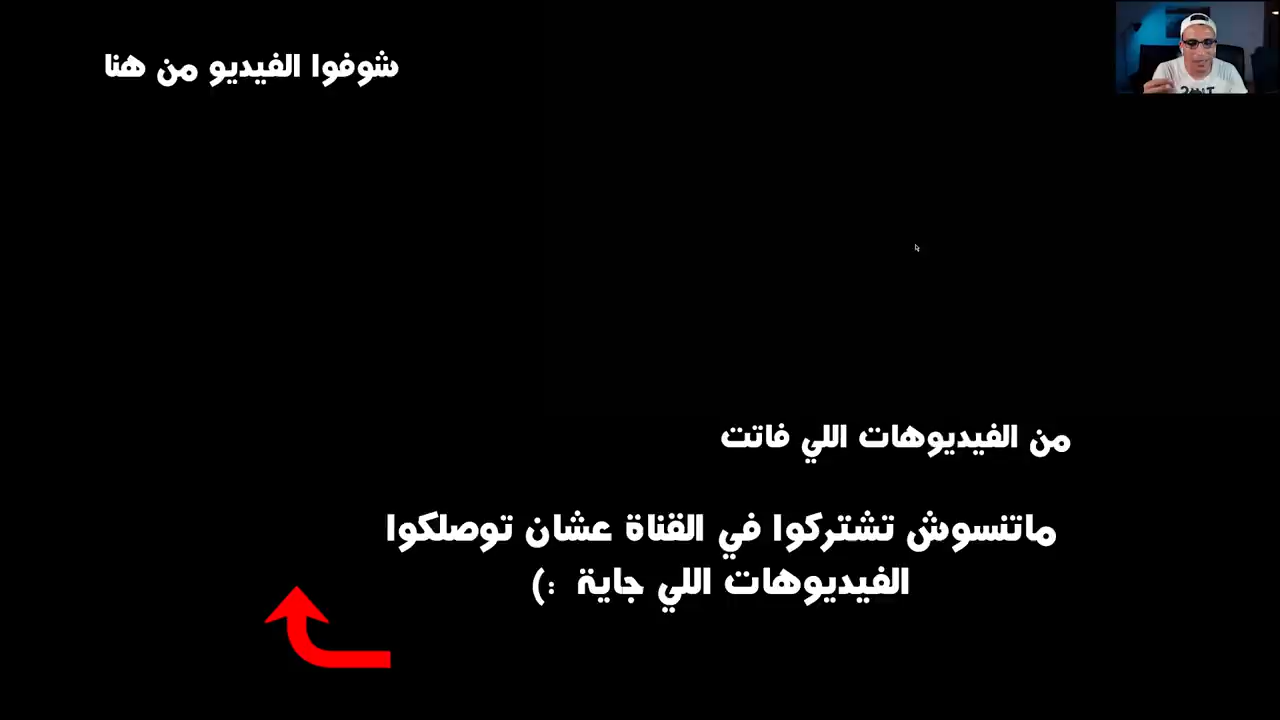 شوفوا الفيديو من هنا
من الفيديوهات اللي فاتت
ماتنسوش تشتركوا في القناة عشان توصلكوا
الفيديوهات اللي جاية :)